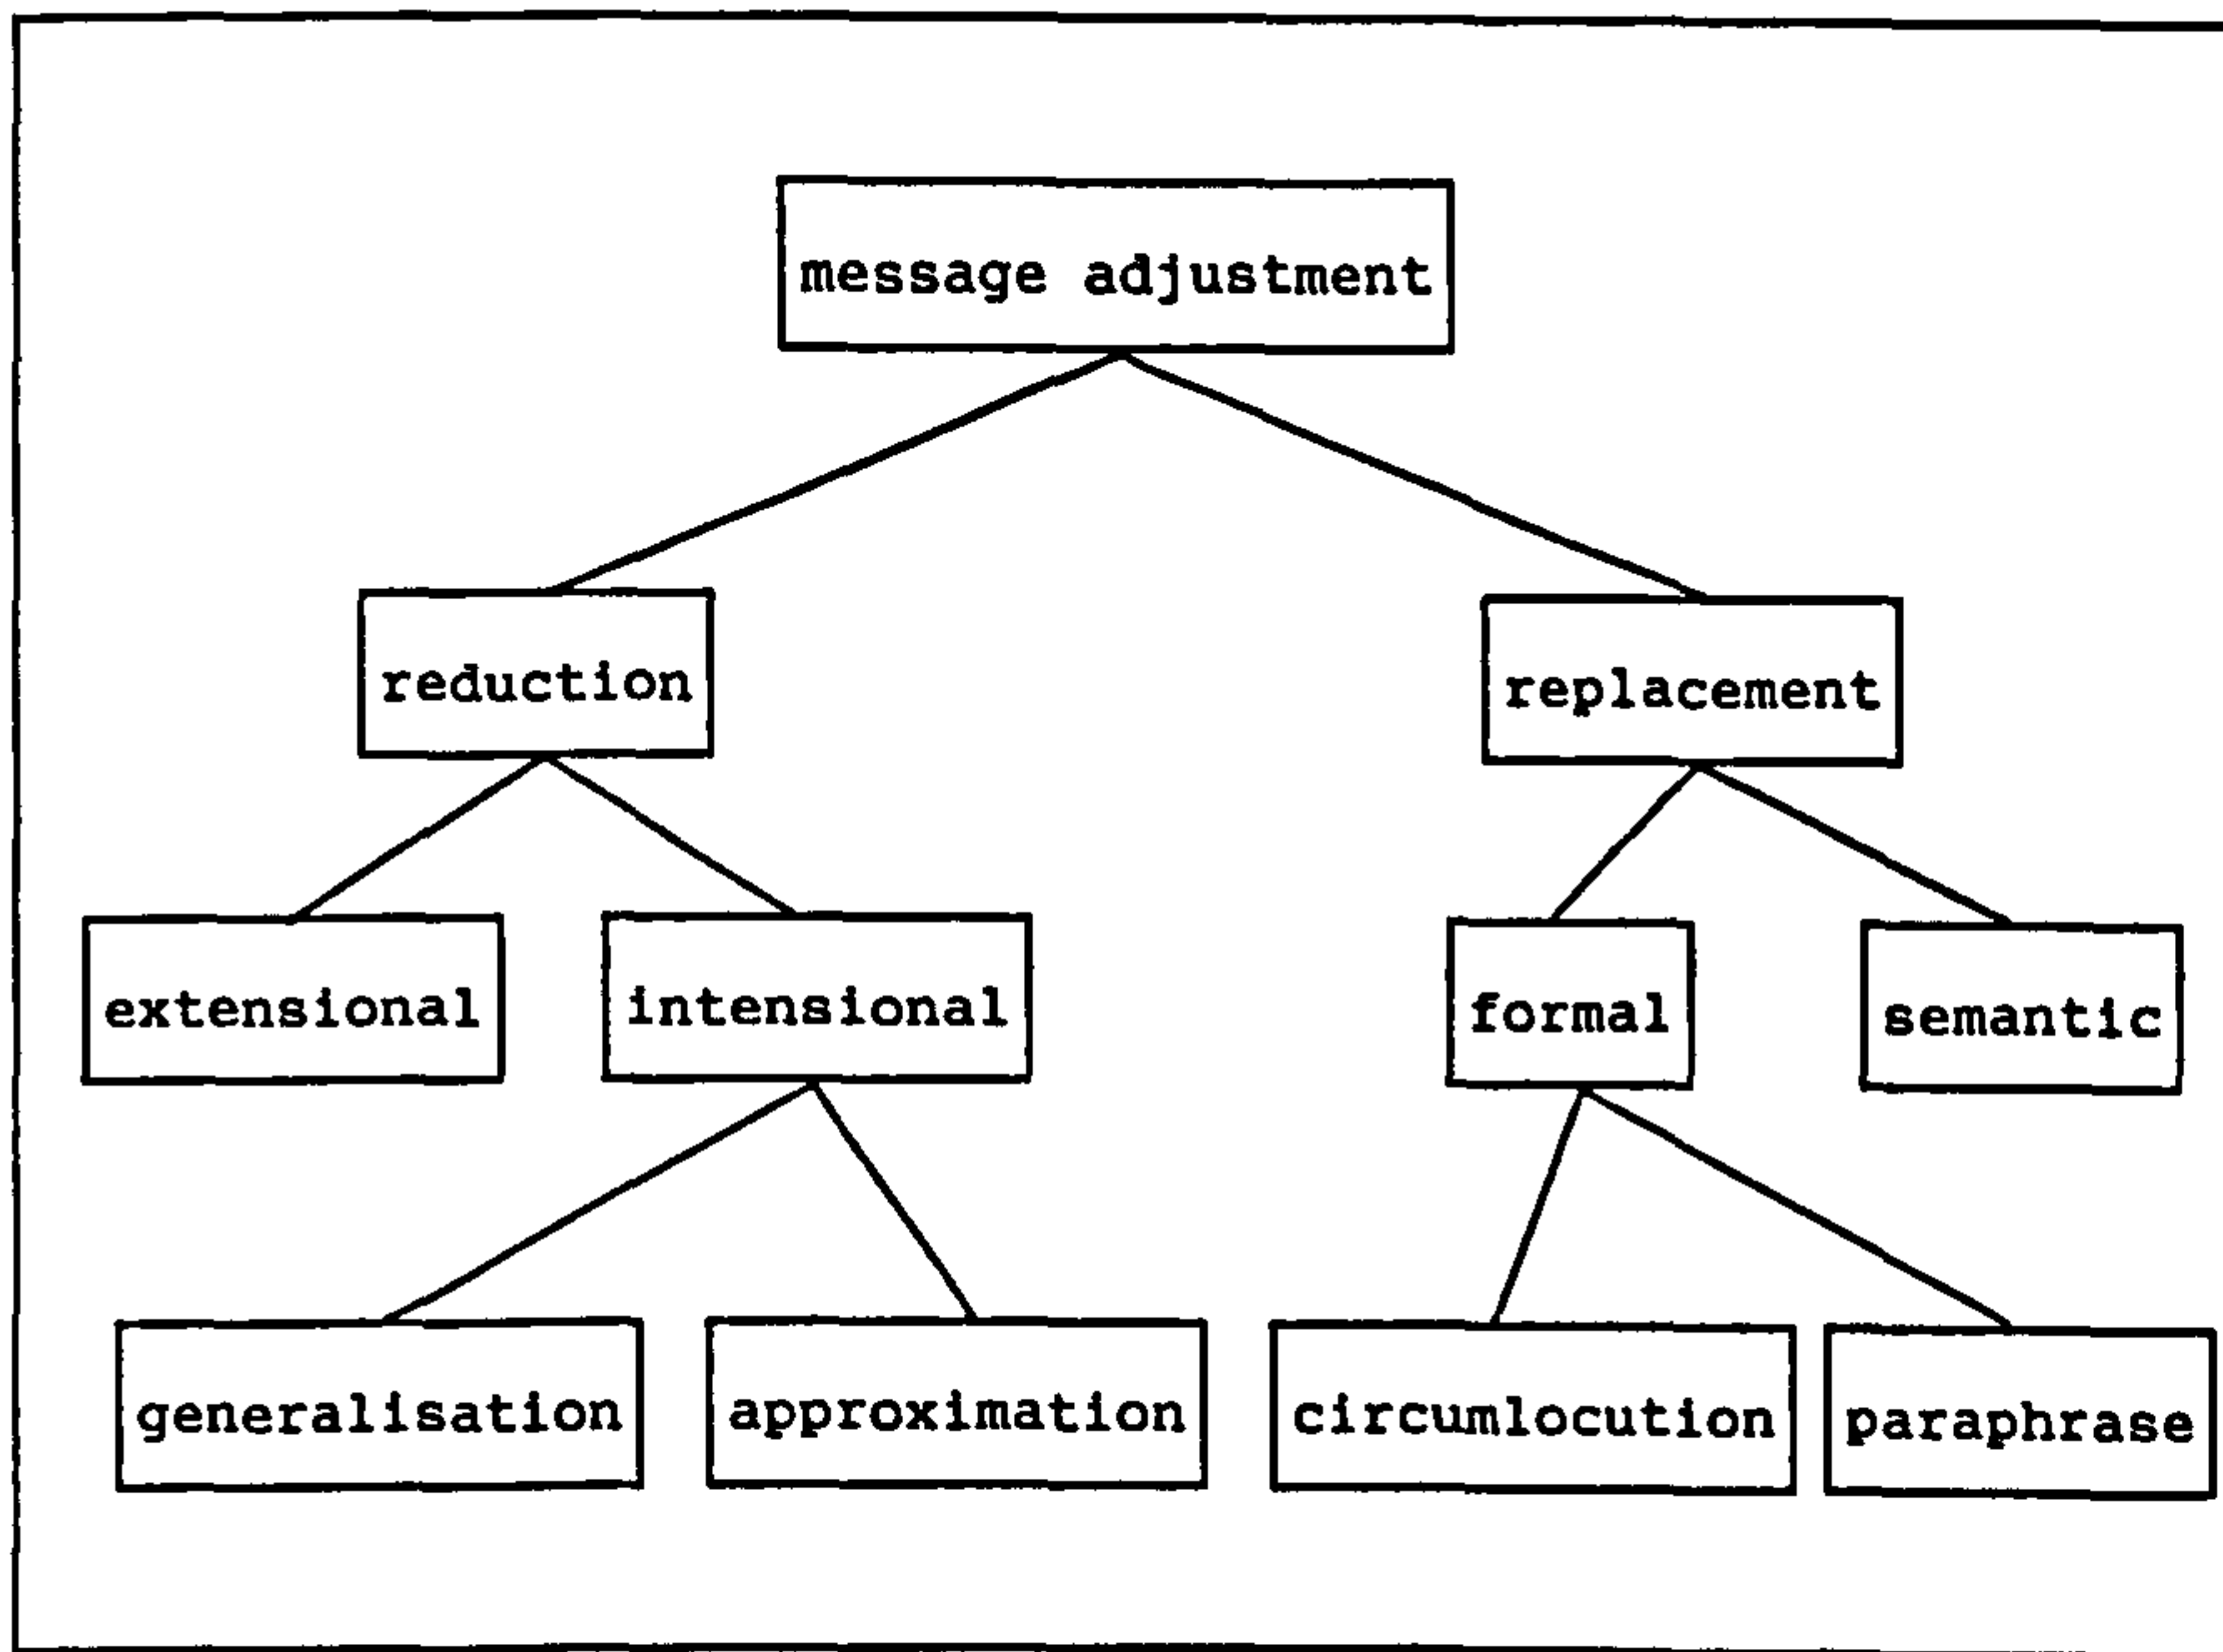 message adjustment
reduction
replacement
extensional
intensional
formal
semantic
generalisation
approximation
circumlocution
paraphrase